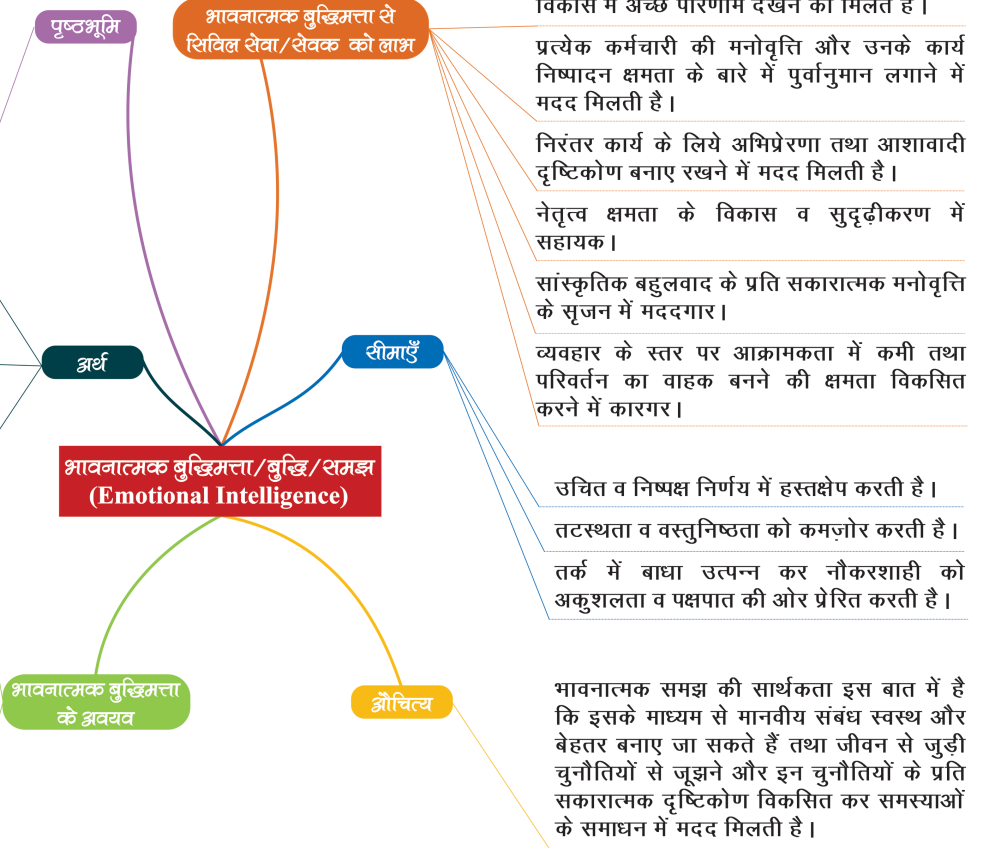 पृष्ठभूमि
भावनात्मक बुद्धिमत्ता से
सिविल सेवा/सेवक को लाभ
विकास में अच्छे परिणाम देखने को मिलते हैं।
प्रत्येक कर्मचारी की मनोवृत्ति और उनके कार्य
निष्पादन क्षमता के बारे में पुर्वानुमान लगाने में
मदद मिलती है।
निरंतर कार्य के लिये अभिप्रेरणा तथा आशावादी
दृष्टिकोण बनाए रखने में मदद मिलती है।
नेतृत्व क्षमता के विकास व सुदृढ़ीकरण में
सहायक।
सांस्कृतिक बहुलवाद के प्रति सकारात्मक मनोवृत्ति
के सृजन में मददगार।
व्यवहार के स्तर पर आक्रामकता में कमी तथा
परिवर्तन का वाहक बनने की क्षमता विकसित
करने में कारगर।
अर्थ
सीमाएँ
भावनात्मक बुद्धिमत्ता/बुद्धि/समझ
(Emotional Intelligence)
उचित व निष्पक्ष निर्णय में हस्तक्षेप करती है।
तटस्थता व वस्तुनिष्ठता को कमज़ोर करती है।
तर्क में बाधा उत्पन्न कर नौकरशाही को
अकुशलता व पक्षपात की ओर प्रेरित करती है।
भावनात्मक बुद्धिमत्ता
के अवयव
औचित्य
भावनात्मक समझ की सार्थकता इस बात में है
कि इसके माध्यम से मानवीय संबंध स्वस्थ और
बेहतर बनाए जा सकते हैं तथा जीवन से जुड़ी
चुनौतियों से जूझने और इन चुनौतियों के प्रति
सकारात्मक दृष्टिकोण विकसित कर समस्याओं
के समाधन में मदद मिलती है।